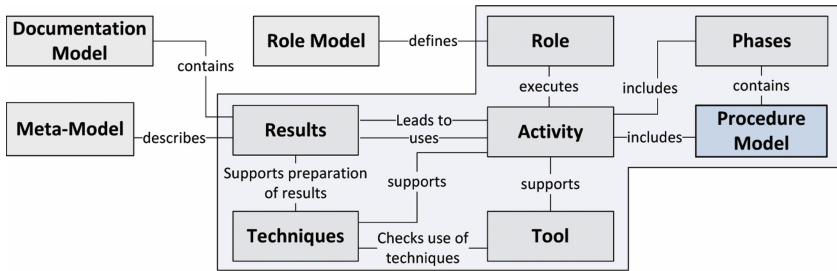 Documentation
Model
Role Model
defines
Role
Phases
contains
executes
includes
contains
Meta-Model
describes
Results
Leads to
uses
Activity
includes
Procedure
Model
Supports preparation
of results
supports
supports
Techniques
Checks use of
techniques
Tool